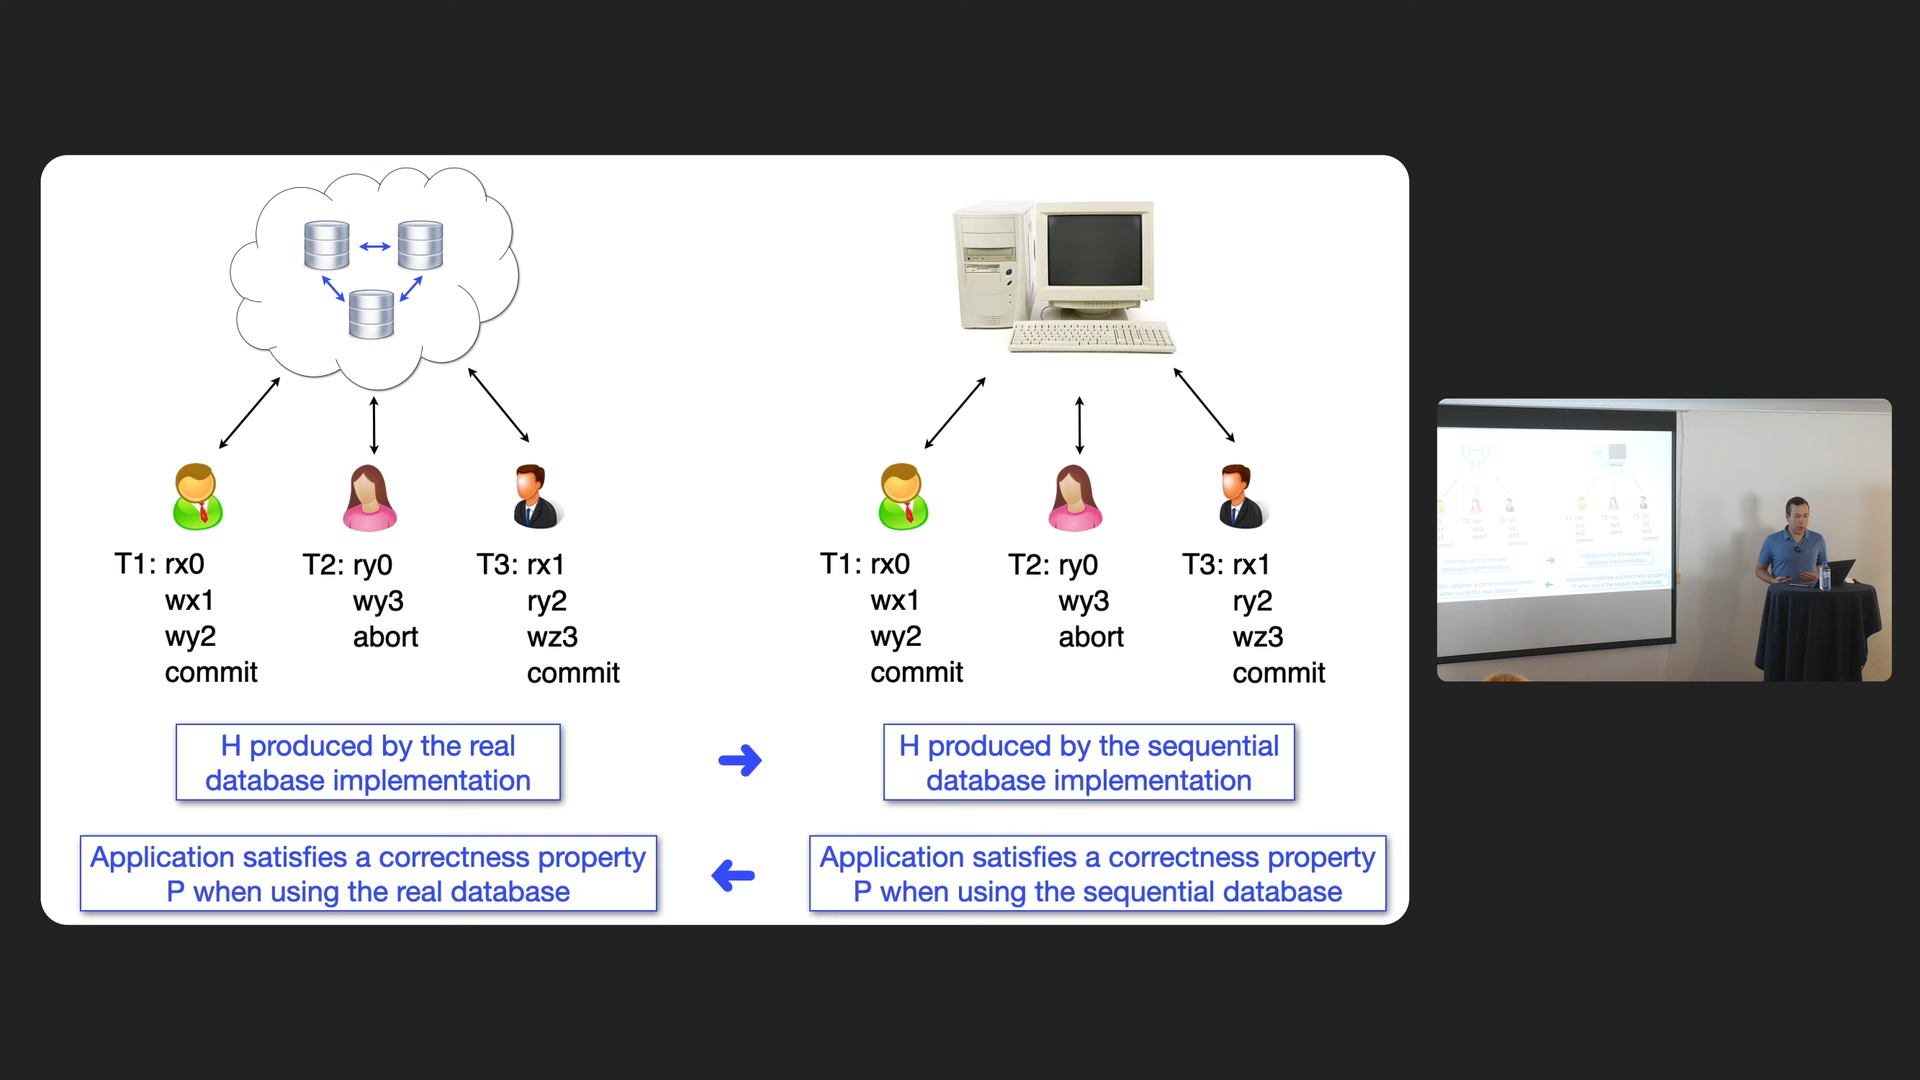 T1: rx0
wx1
wy2
commit
T2: ry0
wy3
abort
T3: rx1
ry2
wz3
commit
T1: rx0
wx1
wy2
commit
T2: ry0
wy3
abort
T3: rx1
ry2
wz3
commit
H produced by the real
database implementation
H produced by the sequential
database implementation
Application satisfies a correctness property
P when using the real database
Application satisfies a correctness property
P when using the sequential database